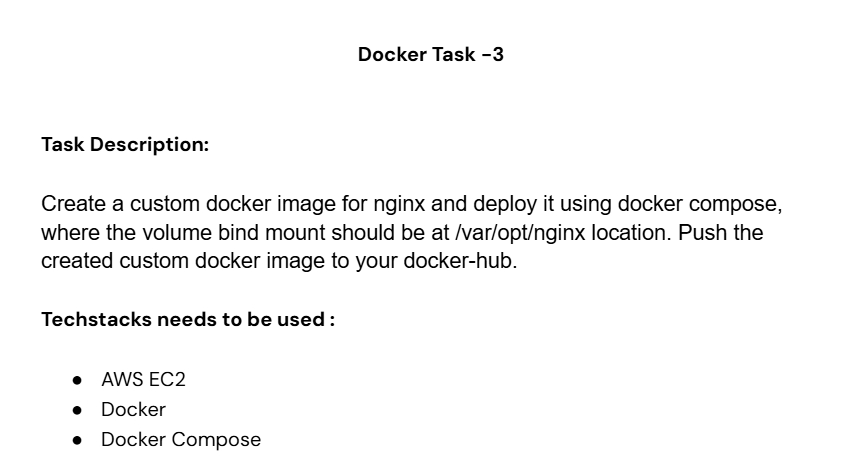 Docker Task -3
Task Description:
Create a custom docker image for nginx and deploy it using docker compose,
where the volume bind mount should be at /var/opt/nginx location. Push the
created custom docker image to your docker-hub.
Techstacks needs to be used :
● AWS EC2
● Docker
● Docker Compose